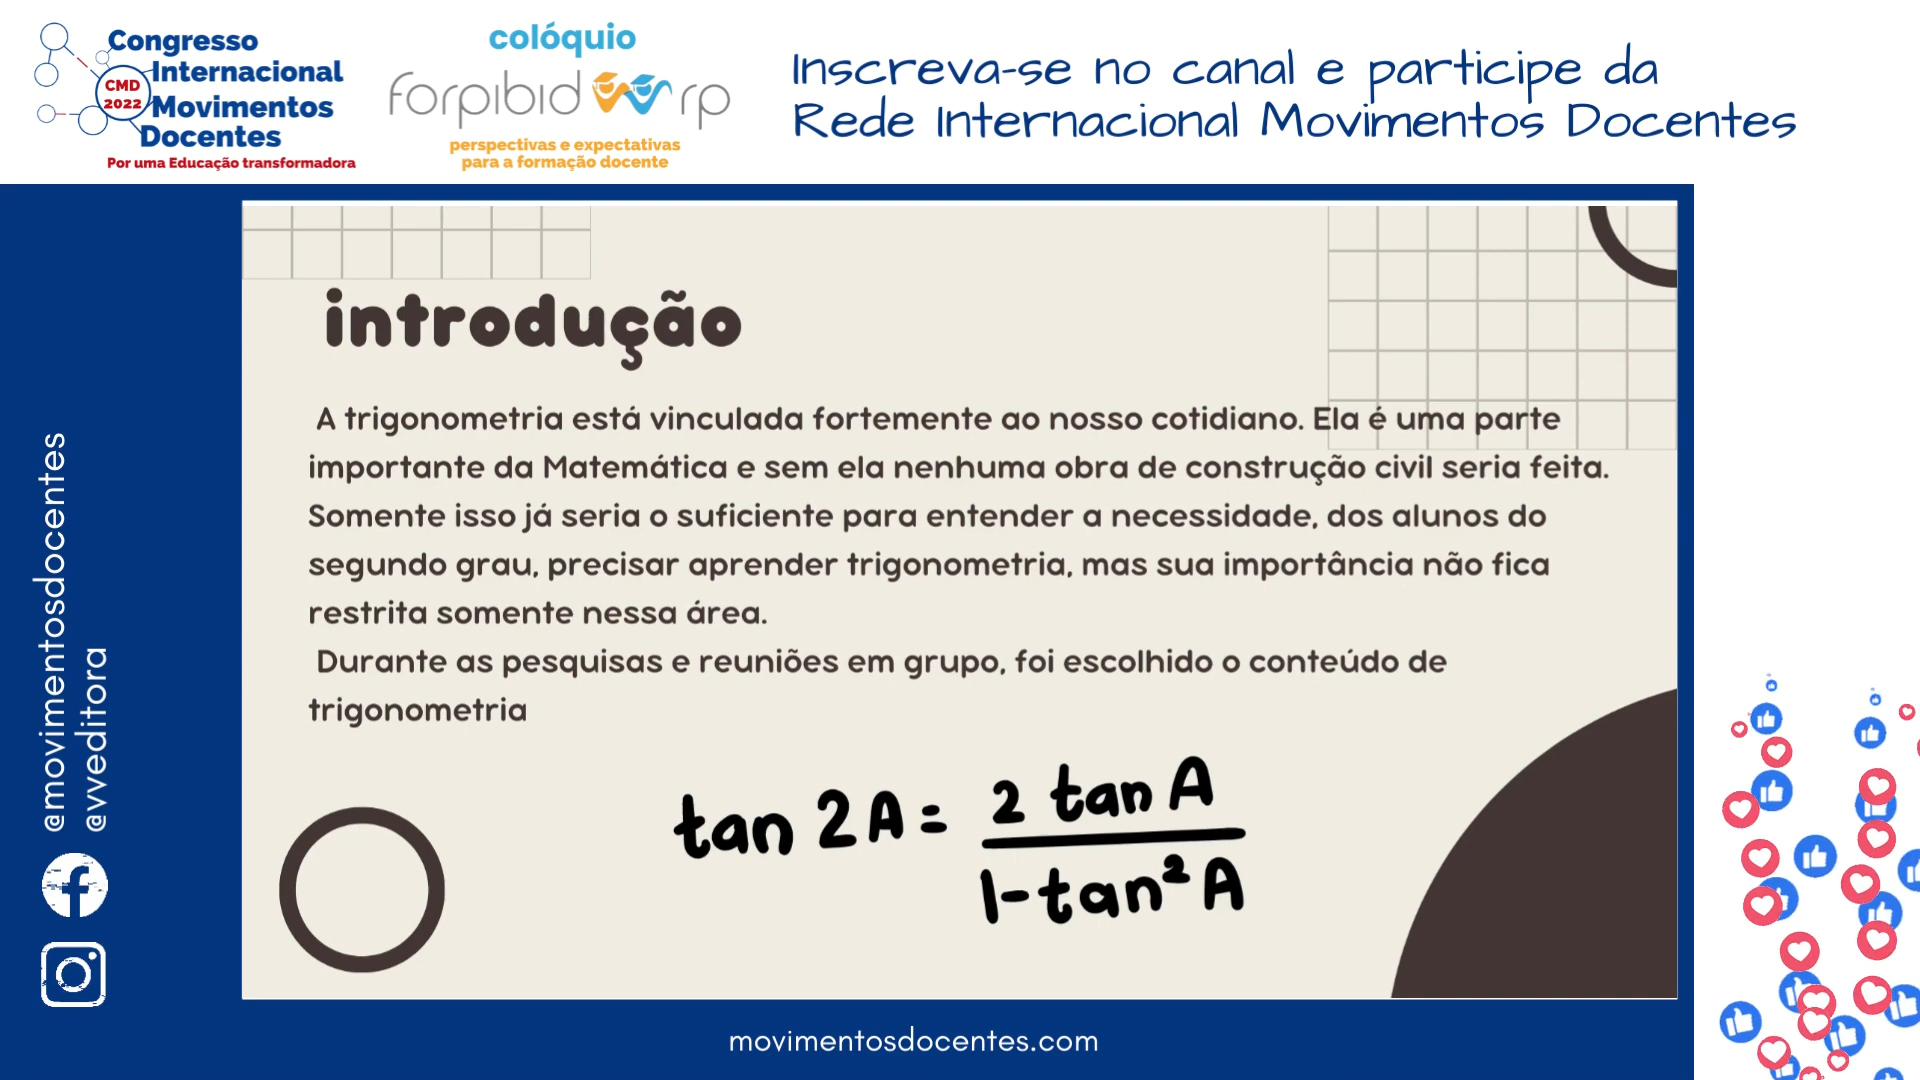 Congresso
Internacional
Movimentos
Docentes
CMD
2022
Por uma Educação transformadora
colóquio
forpibid rp
perspectivas e expectativas
para a formação docente
Inscreva-se no canal e participe da
Rede Internacional Movimentos Docentes
introdução
A trigonometria está vinculada fortemente ao nosso cotidiano. Ela é uma parte
importante da Matemática e sem ela nenhuma obra de construção civil seria feita.
Somente isso já seria o suficiente para entender a necessidade, dos alunos do
segundo grau, precisar aprender trigonometria, mas sua importância não fica
restrita somente nessa área.
Durante as pesquisas e reuniões em grupo, foi escolhido o conteúdo de
trigonometria
tan 2A = 2 tan A
1-tan² A
@movimentosdocentes
@vveditora
movimentosdocentes.com